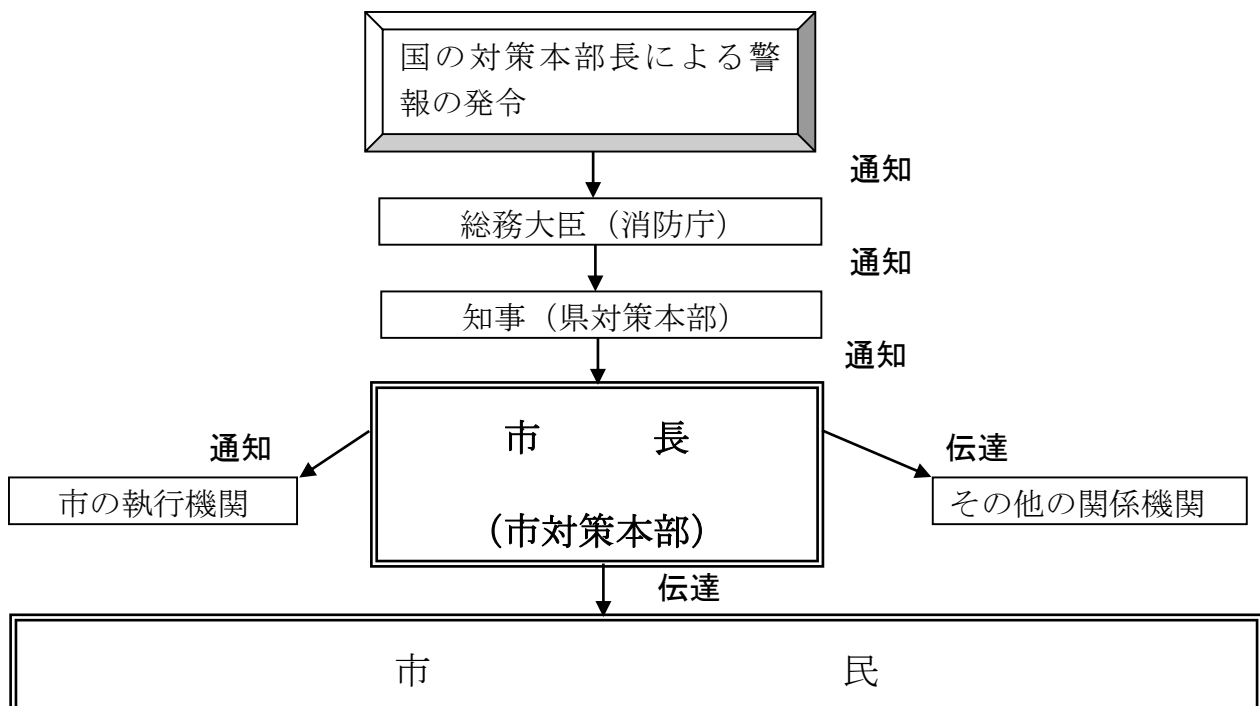 国の対策本部長による警
報の発令
通知
総務大臣（消防庁）
通知
知事（県対策本部）
通知
市　　　長
（市対策本部）
通知
市の執行機関
伝達
その他の関係機関
伝達
市　　　　　　　　　　民